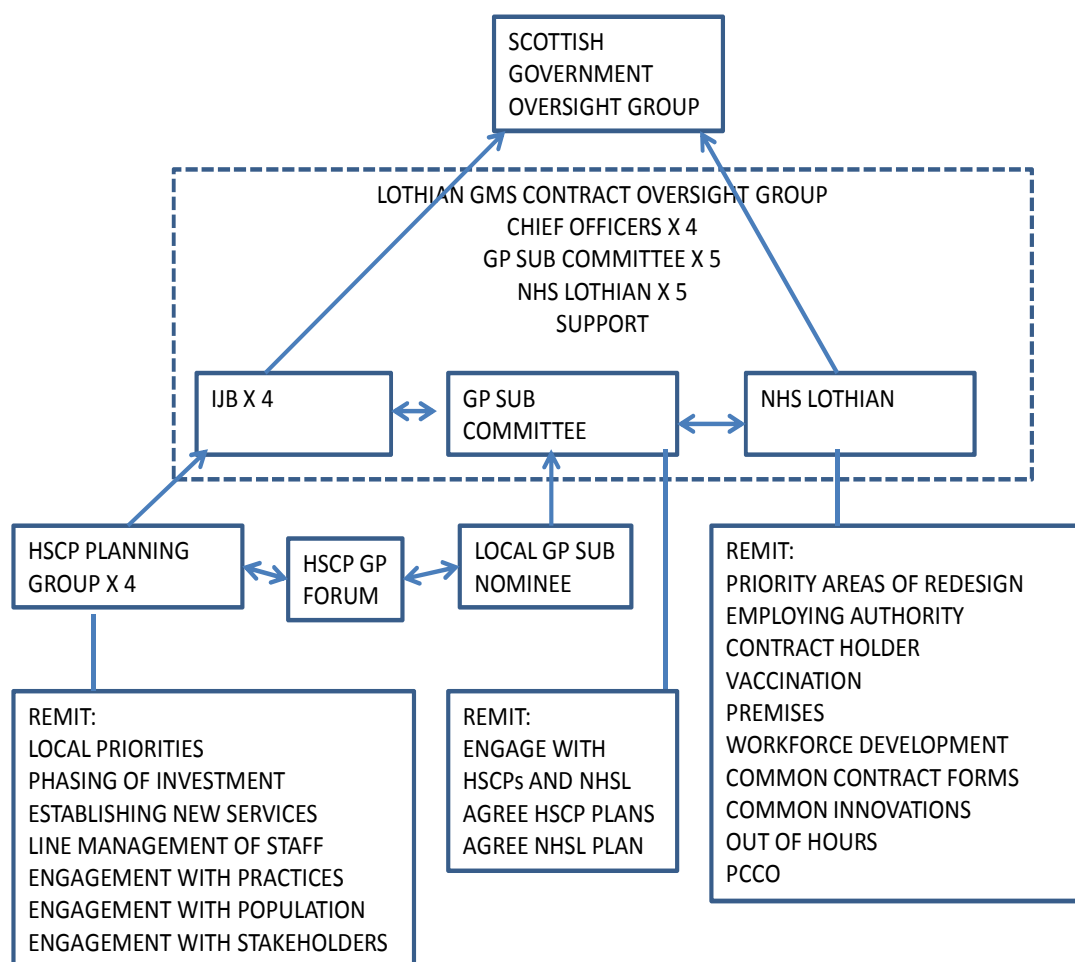 SCOTTISH
GOVERNMENT
OVERSIGHT GROUP
LOTHIAN GMS CONTRACT OVERSIGHT GROUP
CHIEF OFFICERS X 4
GP SUB COMMITTEE X 5
NHS LOTHIAN X 5
SUPPORT
IJB X 4
GP SUB
COMMITTEE
NHS LOTHIAN
HSCP PLANNING
GROUP X 4
HSCP GP
FORUM
LOCAL GP SUB
NOMINEE
REMIT:
PRIORITY AREAS OF REDESIGN
EMPLOYING AUTHORITY
CONTRACT HOLDER
VACCINATION
PREMISES
WORKFORCE DEVELOPMENT
COMMON CONTRACT FORMS
COMMON INNOVATIONS
OUT OF HOURS
PCCO
REMIT:
LOCAL PRIORITIES
PHASING OF INVESTMENT
ESTABLISHING NEW SERVICES
LINE MANAGEMENT OF STAFF
ENGAGEMENT WITH PRACTICES
ENGAGEMENT WITH POPULATION
ENGAGEMENT WITH STAKEHOLDERS
REMIT:
ENGAGE WITH
HSCPs AND NHSL
AGREE HSCP PLANS
AGREE NHSL PLAN